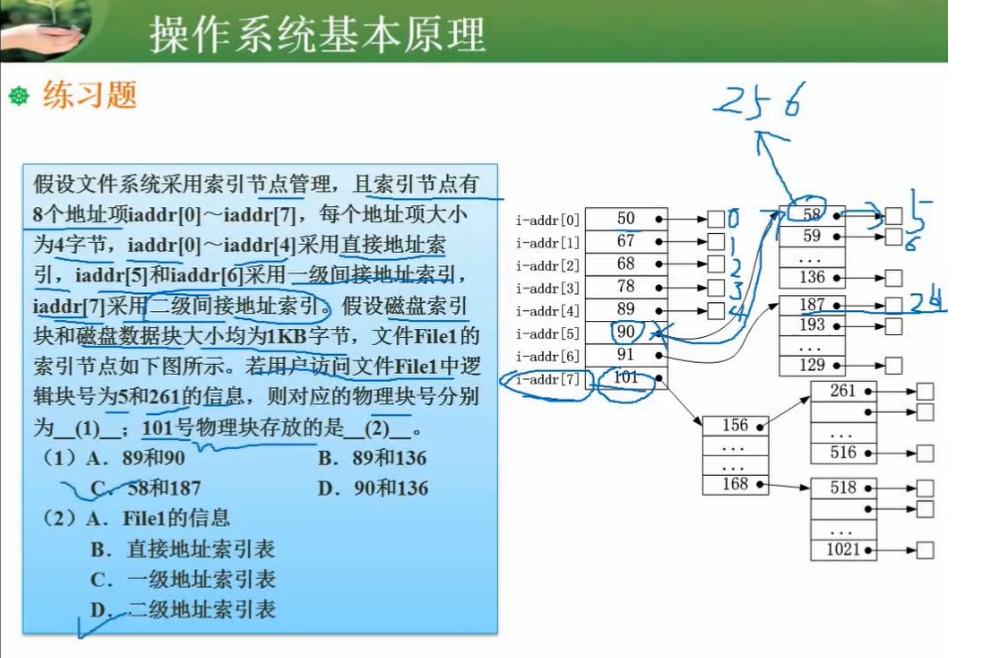 操作系统基本原理
练习题
假设文件系统采用索引节点管理，且索引节点有
8个地址项iaddr[0]～iaddr[7]，每个地址项大小
为4字节，iaddr[0]～iaddr[4]采用直接地址索
引，iaddr[5]和iaddr[6]采用一级间接地址索引，
iaddr[7]采用二级间接地址索引。假设磁盘索引
块和磁盘数据块大小均为1KB字节，文件File1的
索引节点如下图所示。若用户访问文件File1中逻
辑块号为5和261的信息，则对应的物理块号分别
为__(1)__；101号物理块存放的是__(2)__。
（1）A．89和90 B．89和136
C．58和187 D．90和136
（2）A．File1的信息
B．直接地址索引表
C．一级地址索引表
D．二级地址索引表
256
i-addr[0] 50 0
i-addr[1] 67 1
i-addr[2] 68 2
i-addr[3] 78 3
i-addr[4] 89 4
i-addr[5] 90
i-addr[6] 91
i-addr[7] 101
58 5
59 6
...
136
187
193
...
129
156
...
...
168
261
...
516
518
...
1021